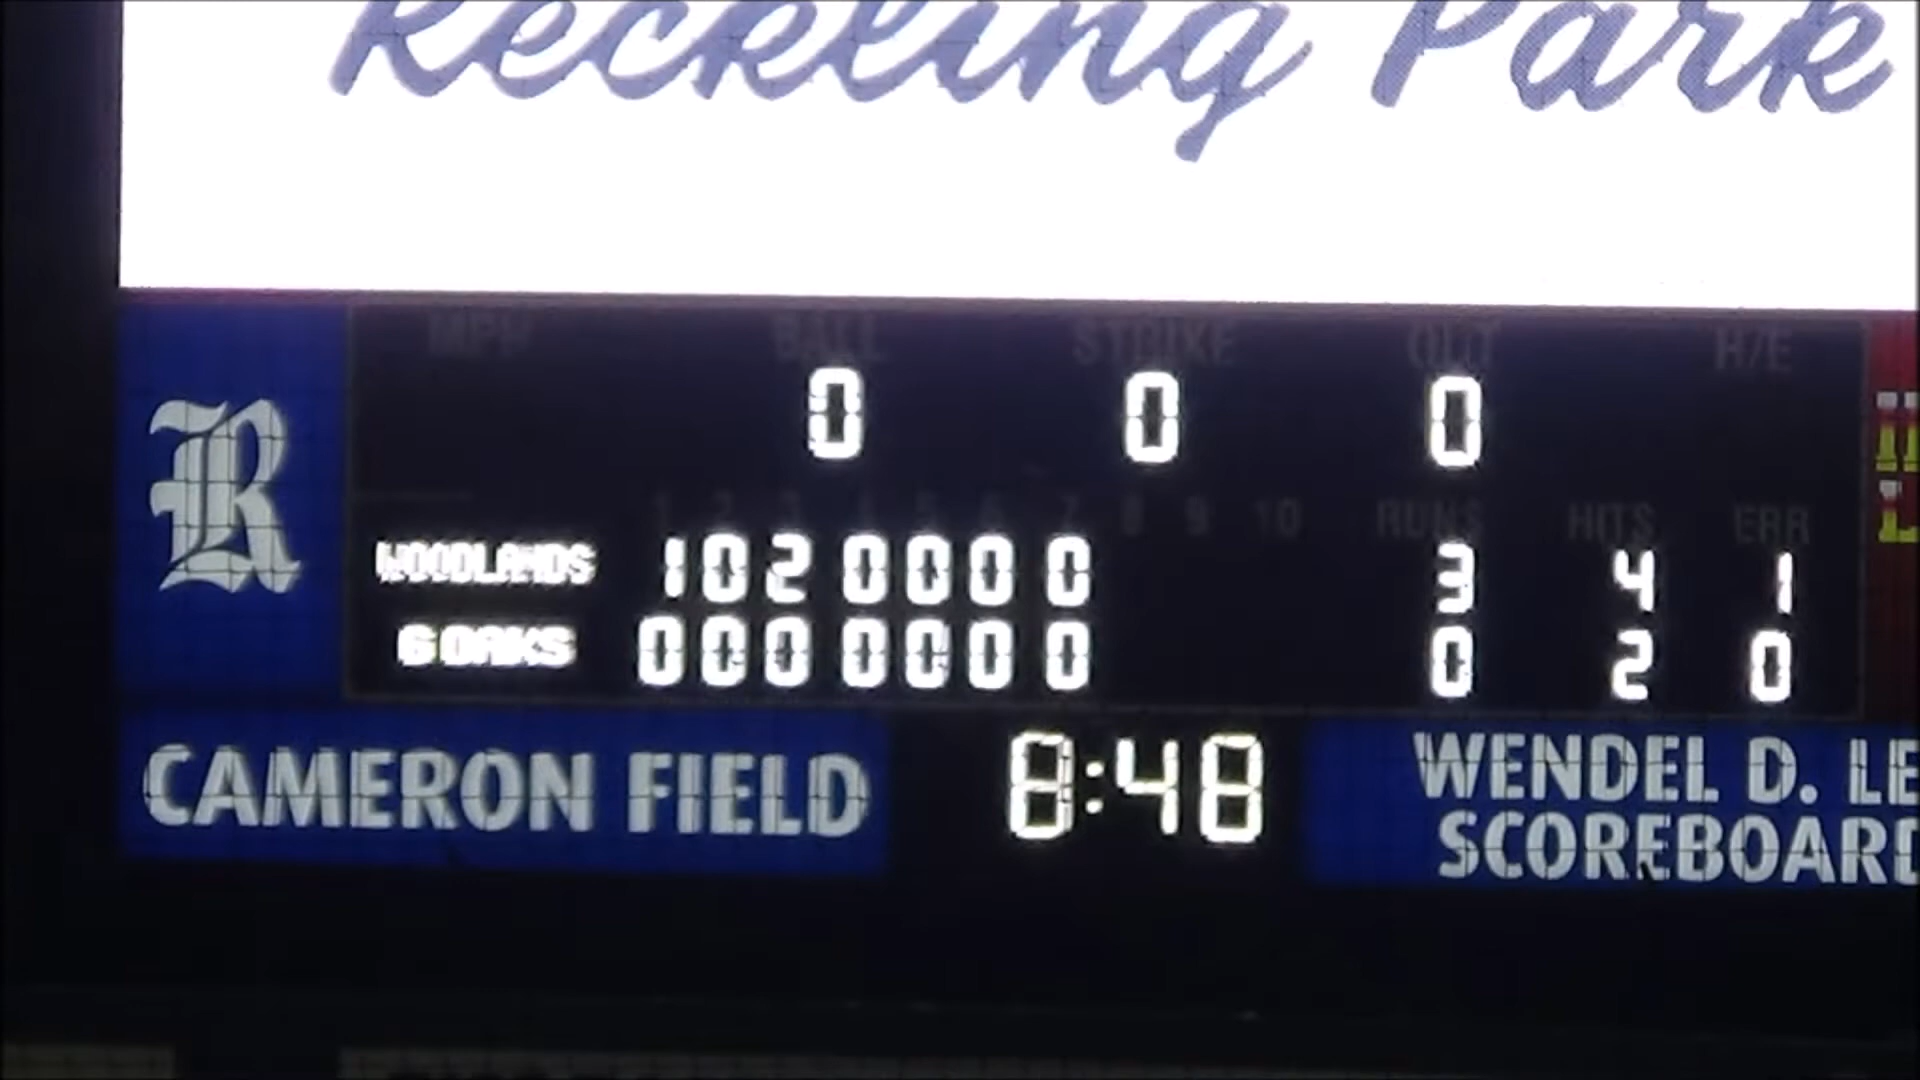 Reckling Park
MPH BALL STRIKE OUT H/E
0 0 0
R
1 2 3 4 5 6 7 8 9 10 RUNS HITS ERR
WOODLANDS 1 0 2 0 0 0 0 3 4 1
G OAKS 0 0 0 0 0 0 0 0 2 0
CAMERON FIELD
8:48
WENDEL D. LE
SCOREBOARD